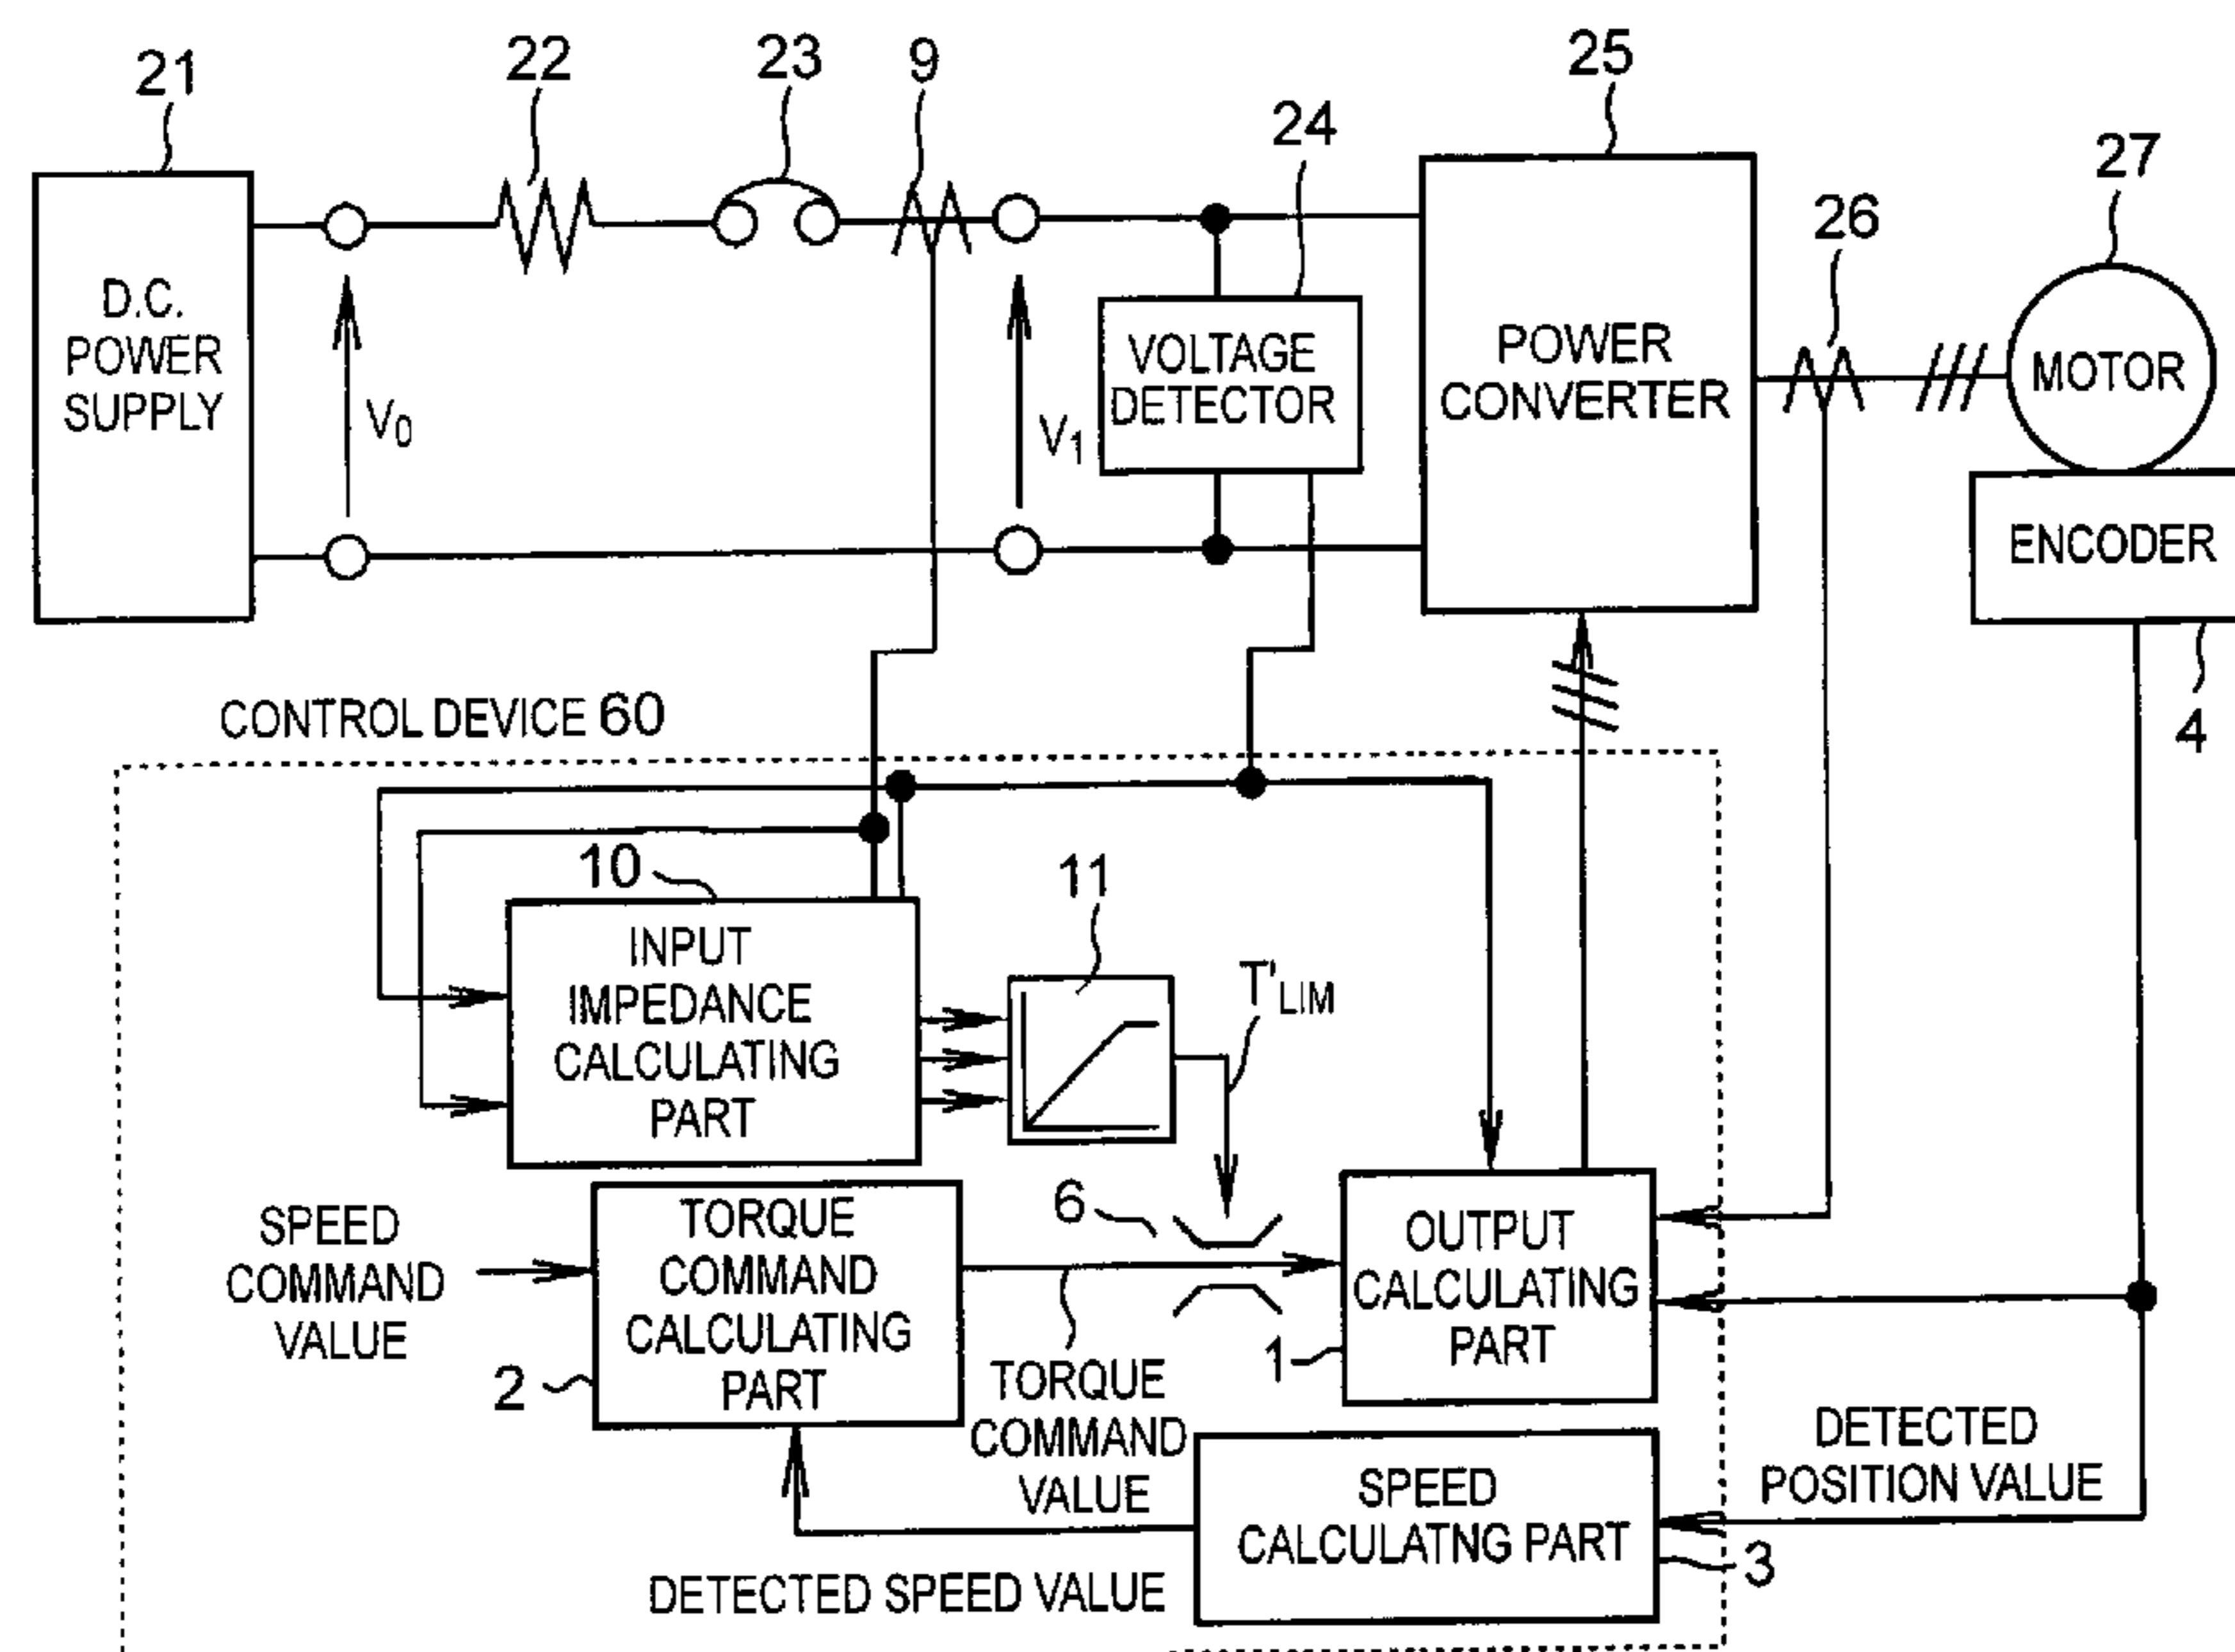 21
22
23
9
24
25
26
27
D.C.
POWER
SUPPLY
V0
V1
VOLTAGE
DETECTOR
POWER
CONVERTER
MOTOR
ENCODER
4
CONTROL DEVICE 60
10
INPUT
IMPEDANCE
CALCULATING
PART
11
T'LIM
SPEED
COMMAND
VALUE
2
TORQUE
COMMAND
CALCULATING
PART
6
TORQUE
COMMAND
VALUE
1
OUTPUT
CALCULATING
PART
DETECTED
POSITION VALUE
SPEED
CALCULATNG PART
3
DETECTED SPEED VALUE